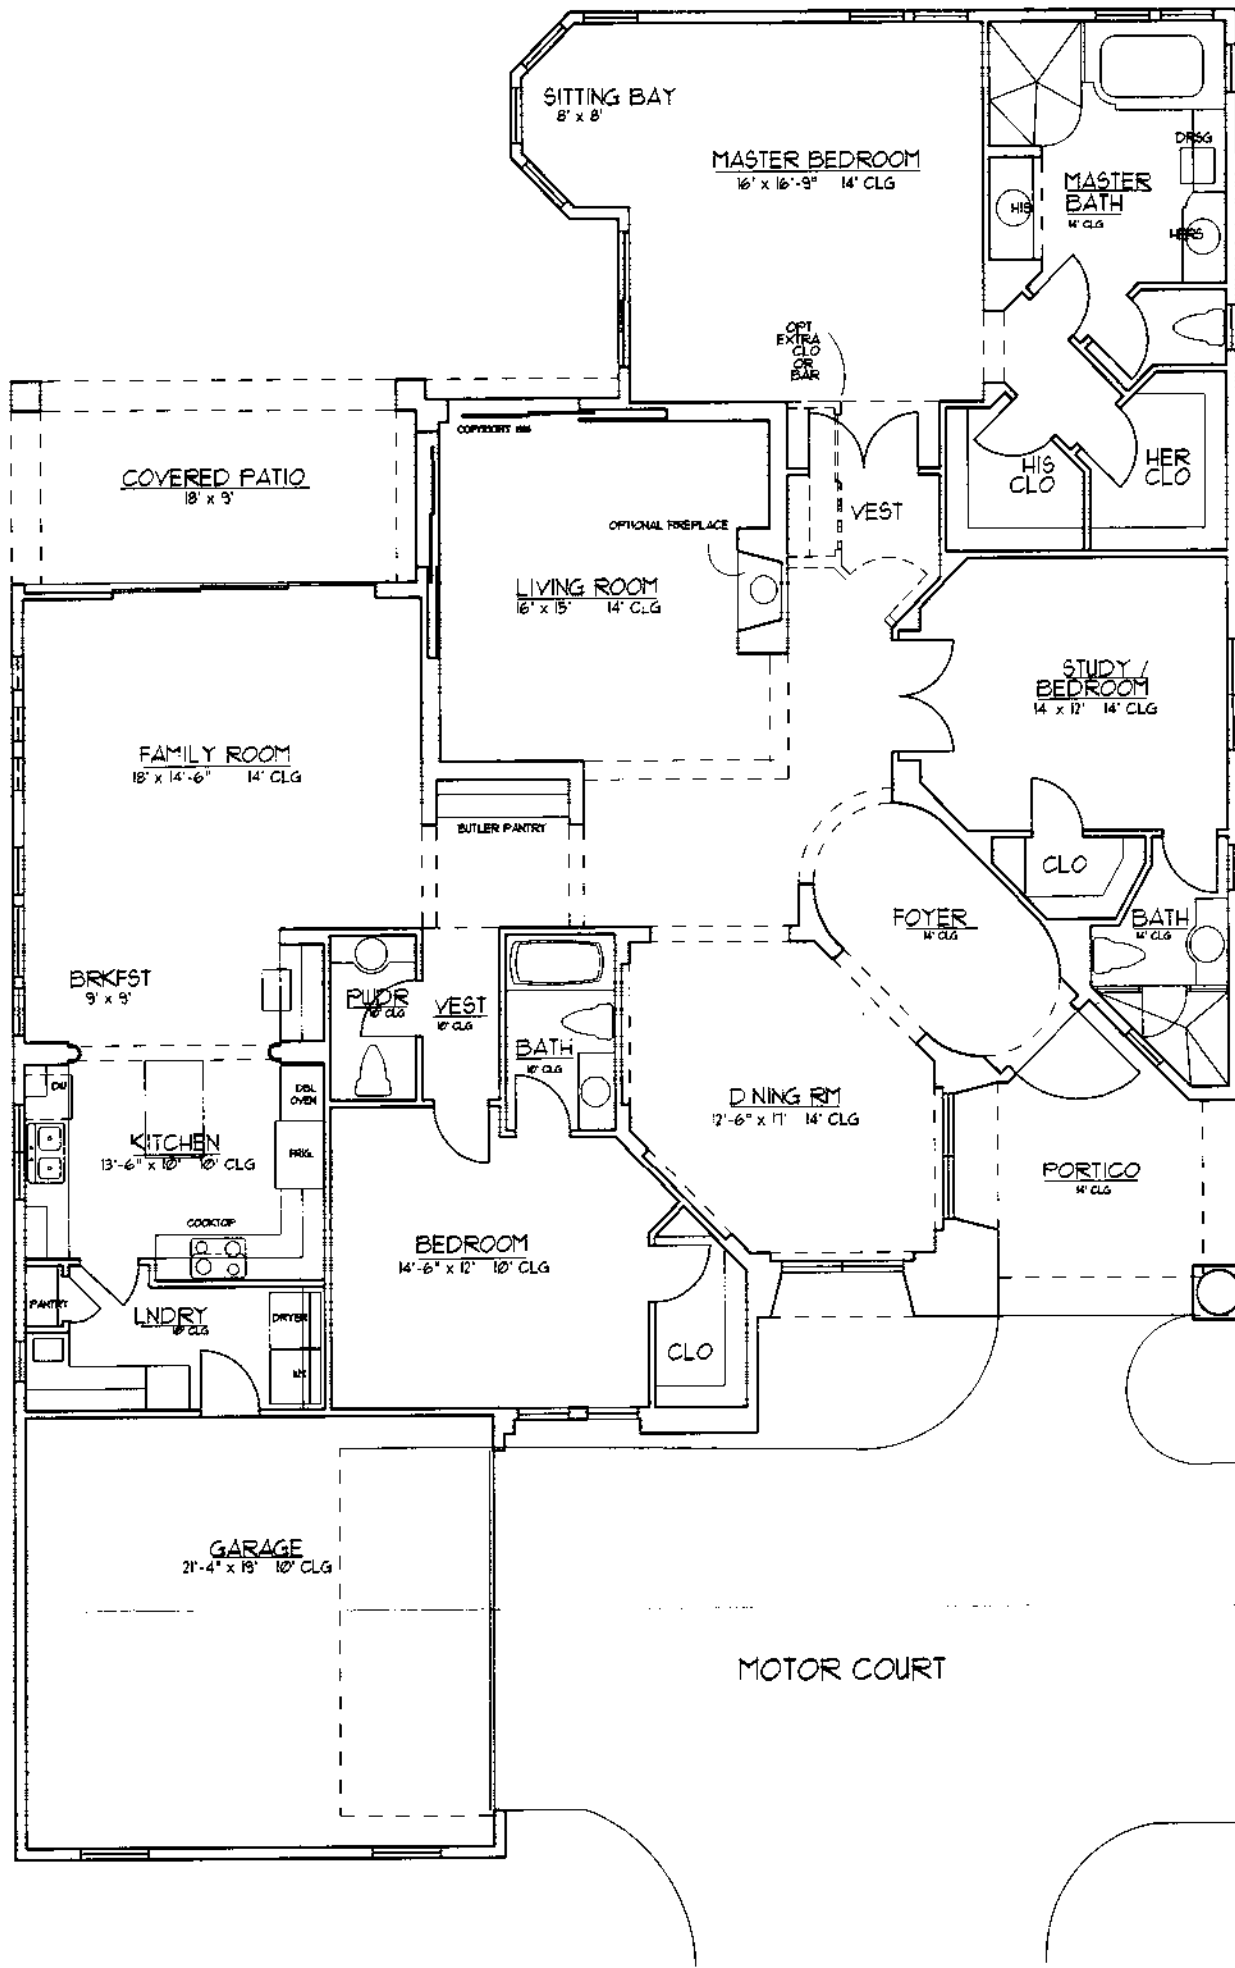 SITTING BAY
8' x 8'
MASTER BEDROOM
16' x 16'-9" 14' CLG
DRSG
MASTER
BATH
14' CLG
HIS
HERS
OPT
EXTRA
CLO
OR
BAR
COPYRIGHT
COVERED PATIO
18' x 9'
HIS
CLO
HER
CLO
VEST
OPTIONAL FIREPLACE
LIVING ROOM
16' x 15' 14' CLG
STUDY /
BEDROOM
14 x 12' 14' CLG
FAMILY ROOM
18' x 14'-6" 14' CLG
BUTLER PANTRY
CLO
FOYER
14' CLG
BATH
14' CLG
BRKFST
9' x 9'
PUDR
10' CLG
VEST
10' CLG
BATH
10' CLG
DW
DBL
OVEN
D NING RM
12'-6" x 11' 14' CLG
KITCHEN
13'-6" x 10' 10' CLG
FRIG.
PORTICO
14' CLG
COOKTOP
BEDROOM
14'-6" x 12' 10' CLG
PANTRY
LNDRY
10' CLG
DRYER
CLO
GARAGE
21'-4" x 19' 10' CLG
MOTOR COURT